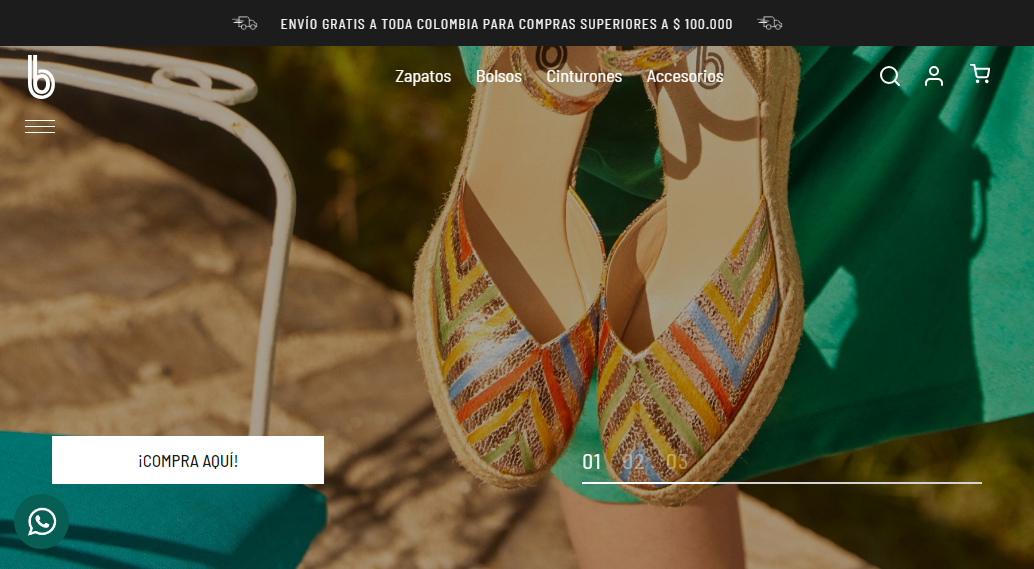 ENVÍO GRATIS A TODA COLOMBIA PARA COMPRAS SUPERIORES A $ 100.000
b
Zapatos Bolsos Cinturones Accesorios
¡COMPRA AQUÍ!
01 02 03